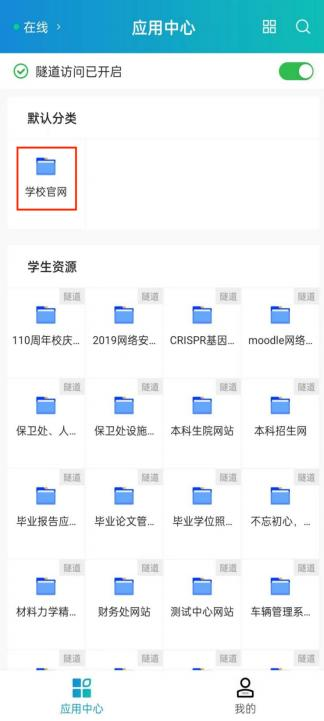 在线
应用中心
隧道访问已开启
默认分类
学校官网
学生资源
隧道 隧道 隧道 隧道
110周年校庆… 2019网络安… CRISPR基因… moodle网络…
隧道 隧道 隧道 隧道
保卫处、人… 保卫处设施… 本科生院网站 本科招生网
隧道 隧道 隧道 隧道
毕业报告应… 毕业论文管… 毕业学位照… 不忘初心，…
隧道 隧道 隧道 隧道
材料力学精… 财务处网站 测试中心网站 车辆管理系…
隧道 隧道 隧道 隧道
应用中心 我的